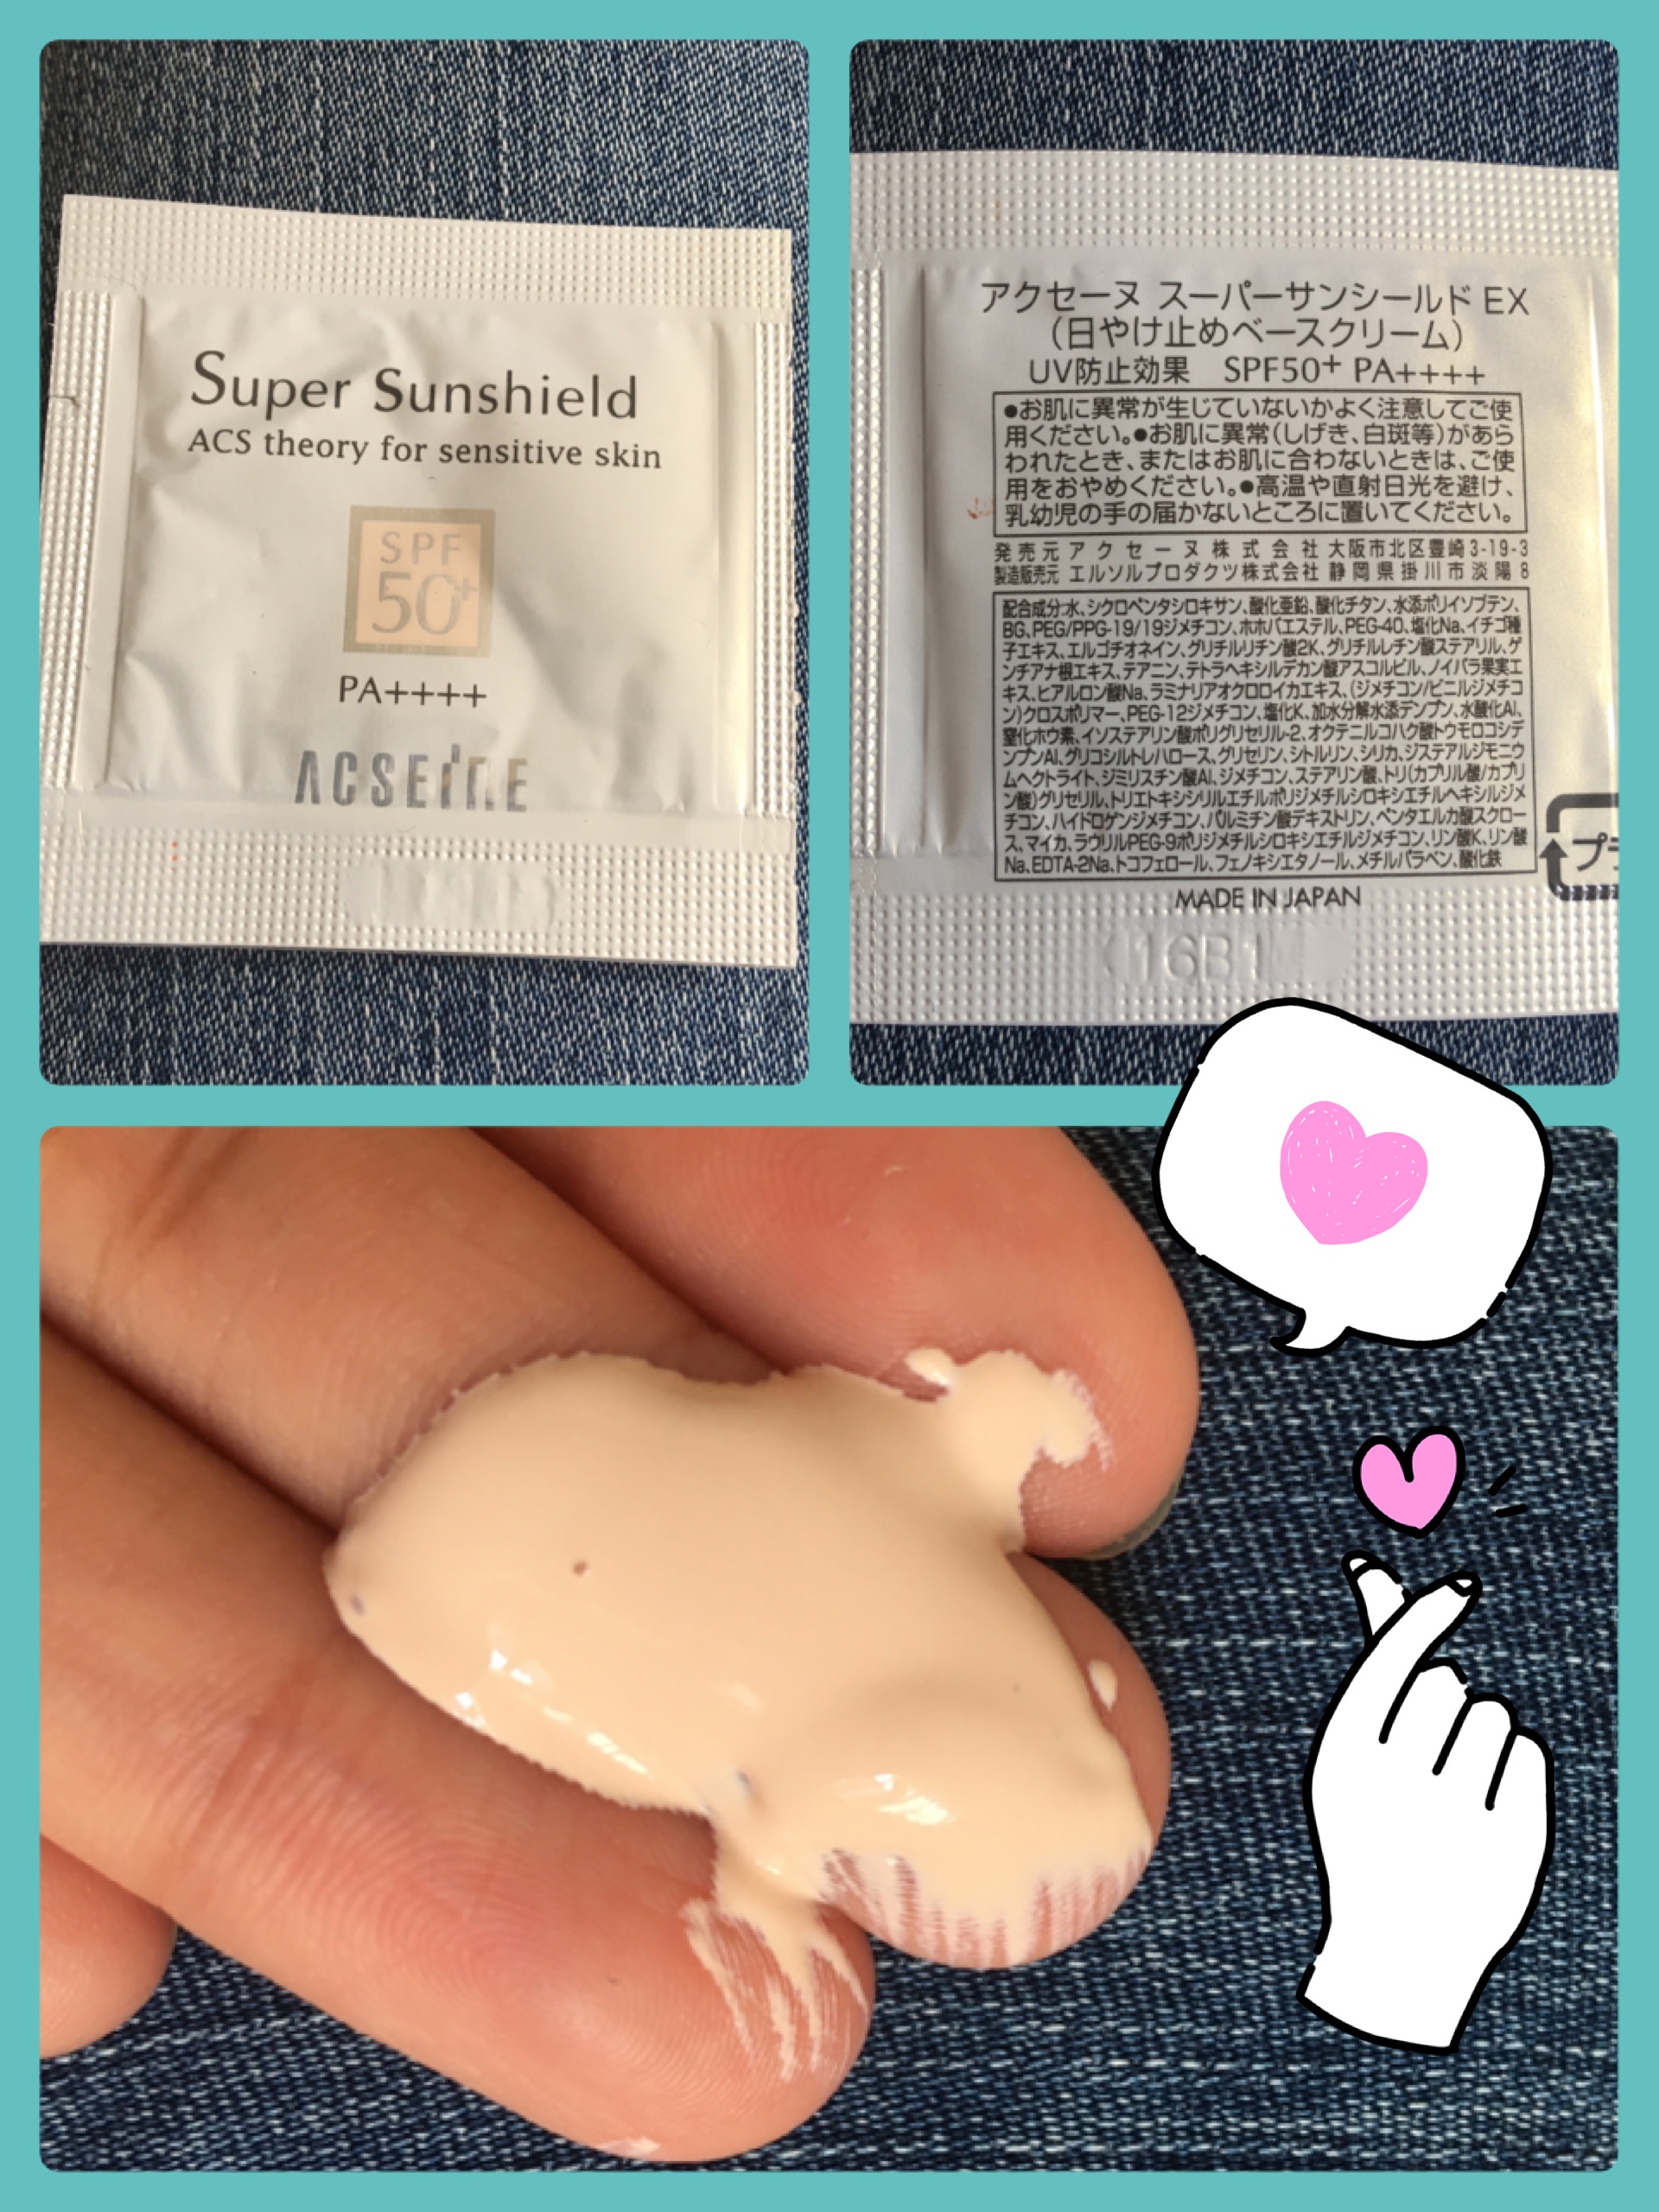 Super Sunshield
ACS theory for sensitive skin
SPF
50+
PA++++
ACSEINE
アクセーヌ スーパーサンシールド EX
（日やけ止めベースクリーム）
UV防止効果 SPF50+ PA++++
●お肌に異常が生じていないかよく注意してご使
用ください。●お肌に異常（しげき、白斑等）があら
われたとき、またはお肌に合わないときは、ご使
用をおやめください。●高温や直射日光を避け、
乳幼児の手の届かないところに置いてください。
発売元 アクセーヌ株式会社 大阪市北区豊崎3-19-3
製造販売元 エルソルプロダクツ株式会社 静岡県掛川市淡陽8
配合成分:水、シクロペンタシロキサン、酸化亜鉛、酸化チタン、水添ポリイソブテン、
BG、PEG/PPG-19/19ジメチコン、ホホバエステル、PEG-40、塩化Na、イチゴ種
子エキス、エルゴチオネイン、グリチルリチン酸2K、グリチルレチン酸ステアリル、ゲ
ンチアナ根エキス、テアニン、テトラヘキシルデカン酸アスコルビル、ノイバラ果実エ
キス、ヒアルロン酸Na、ラミナリアオクロロイカエキス、(ジメチコン/ビニルジメチコ
ン)クロスポリマー、PEG-12ジメチコン、塩化K、加水分解水添デンプン、水酸化Al、
窒化ホウ素、イソステアリン酸ポリグリセリル-2、オクテニルコハク酸トウモロコシデ
ンプンAl、グリコシルトレハロース、グリセリン、シトルリン、シリカ、ジステアルジモニウ
ムヘクトライト、ジミリスチン酸Al、ジメチコン、ステアリン酸、トリ(カプリル酸/カプリ
ン酸)グリセリル、トリエトキシシリルエチルポリジメチルシロキシエチルヘキシルジメ
チコン、ハイドロゲンジメチコン、パルミチン酸デキストリン、ペンタエルカ酸スクロー
ス、マイカ、ラウリルPEG-9ポリジメチルシロキシエチルジメチコン、リン酸K、リン酸
Na、EDTA-2Na、トコフェロール、フェノキシエタノール、メチルパラベン、酸化鉄
プラ
MADE IN JAPAN
16B1